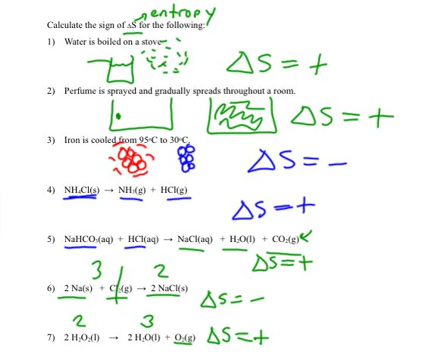 entropy
Calculate the sign of ΔS for the following:
1) Water is boiled on a stove
ΔS = +
2) Perfume is sprayed and gradually spreads throughout a room.
ΔS = +
3) Iron is cooled from 95°C to 30°C.
ΔS = -
4) NH₄Cl(s) → NH₃(g) + HCl(g)
ΔS = +
5) NaHCO₃(aq) + HCl(aq) → NaCl(aq) + H₂O(l) + CO₂(g)
ΔS = +
3 2
6) 2 Na(s) + Cl₂(g) → 2 NaCl(s)
ΔS = -
2 3
7) 2 H₂O₂(l) → 2 H₂O(l) + O₂(g) ΔS = +